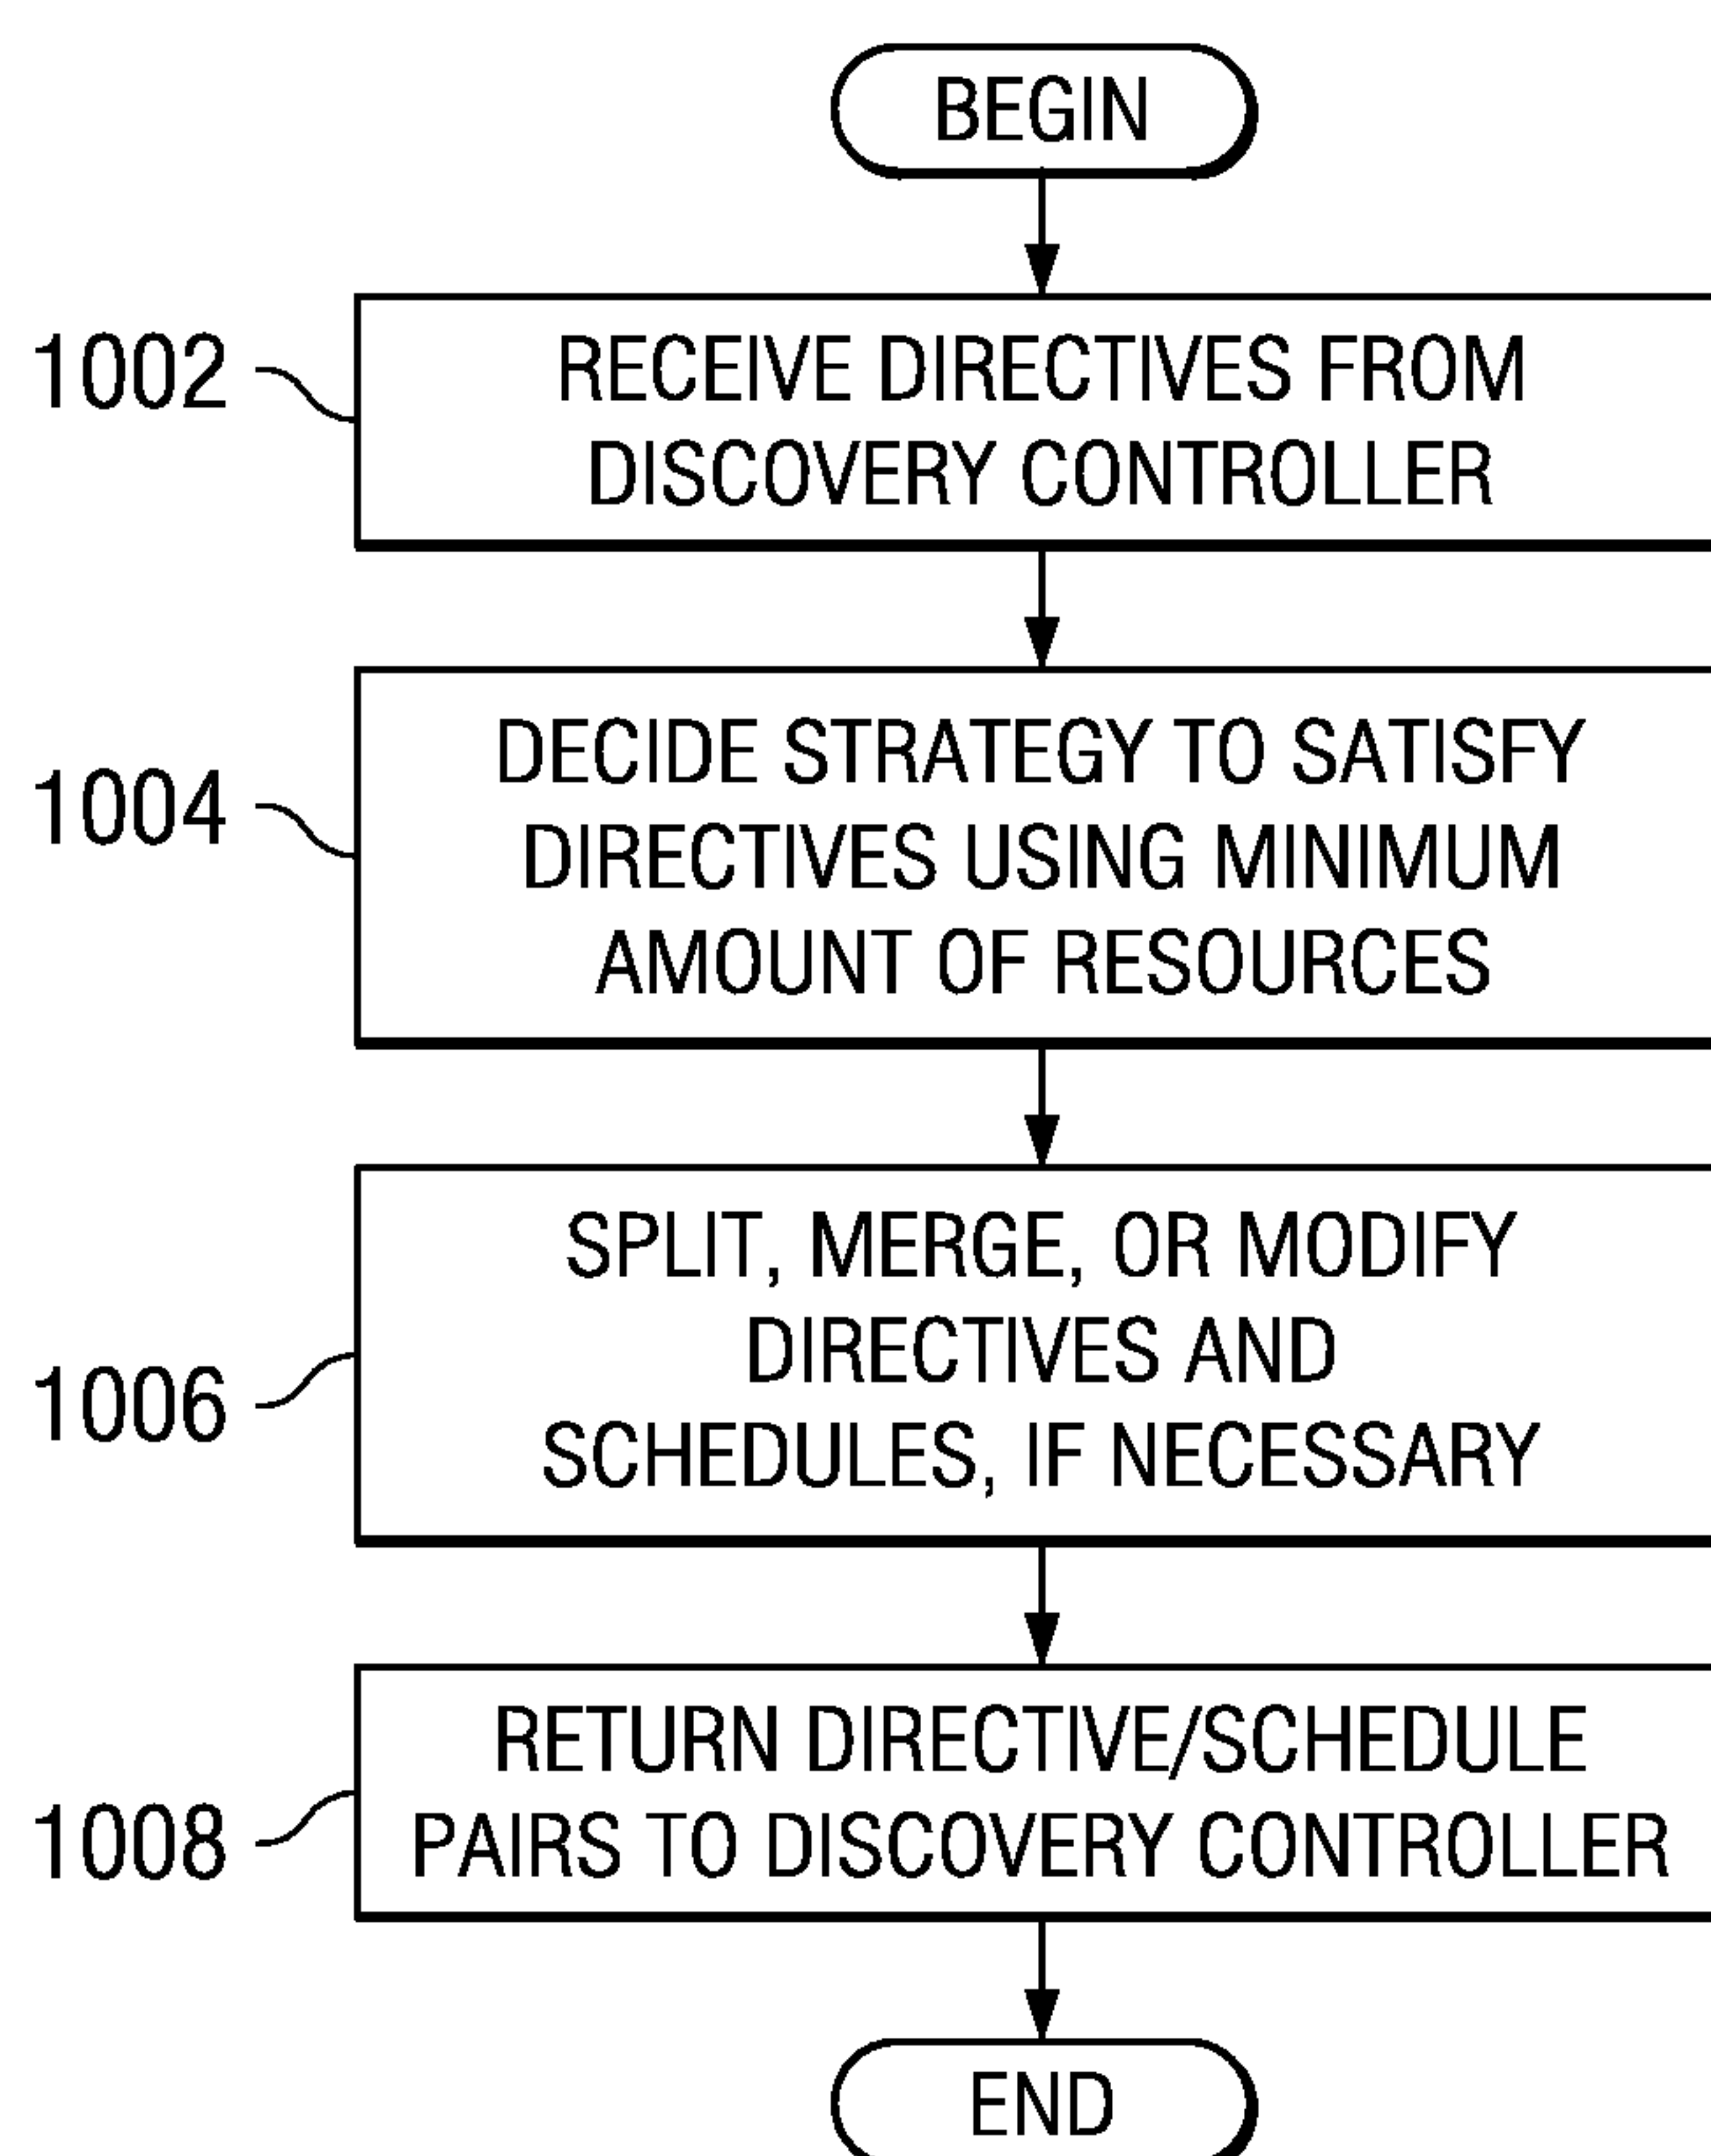 BEGIN
1002
RECEIVE DIRECTIVES FROM
DISCOVERY CONTROLLER
1004
DECIDE STRATEGY TO SATISFY
DIRECTIVES USING MINIMUM
AMOUNT OF RESOURCES
1006
SPLIT, MERGE, OR MODIFY
DIRECTIVES AND
SCHEDULES, IF NECESSARY
1008
RETURN DIRECTIVE/SCHEDULE
PAIRS TO DISCOVERY CONTROLLER
END